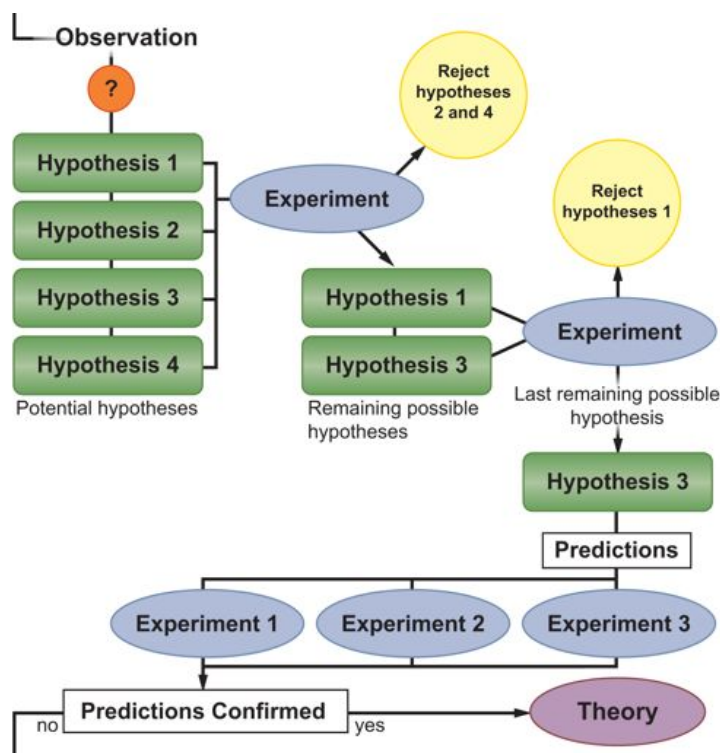 Observation
?
Hypothesis 1
Hypothesis 2
Hypothesis 3
Hypothesis 4
Potential hypotheses
Experiment
Reject
hypotheses
2 and 4
Hypothesis 1
Hypothesis 3
Remaining possible
hypotheses
Experiment
Reject
hypotheses 1
Last remaining possible
hypothesis
Hypothesis 3
Predictions
Experiment 1
Experiment 2
Experiment 3
Predictions Confirmed
no
yes
Theory